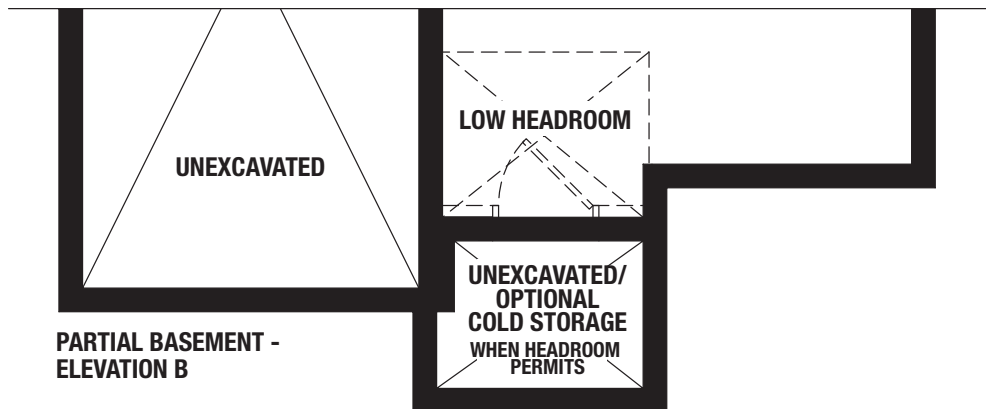 LOW HEADROOM
UNEXCAVATED
UNEXCAVATED/
OPTIONAL
COLD STORAGE
WHEN HEADROOM
PERMITS
PARTIAL BASEMENT -
ELEVATION B